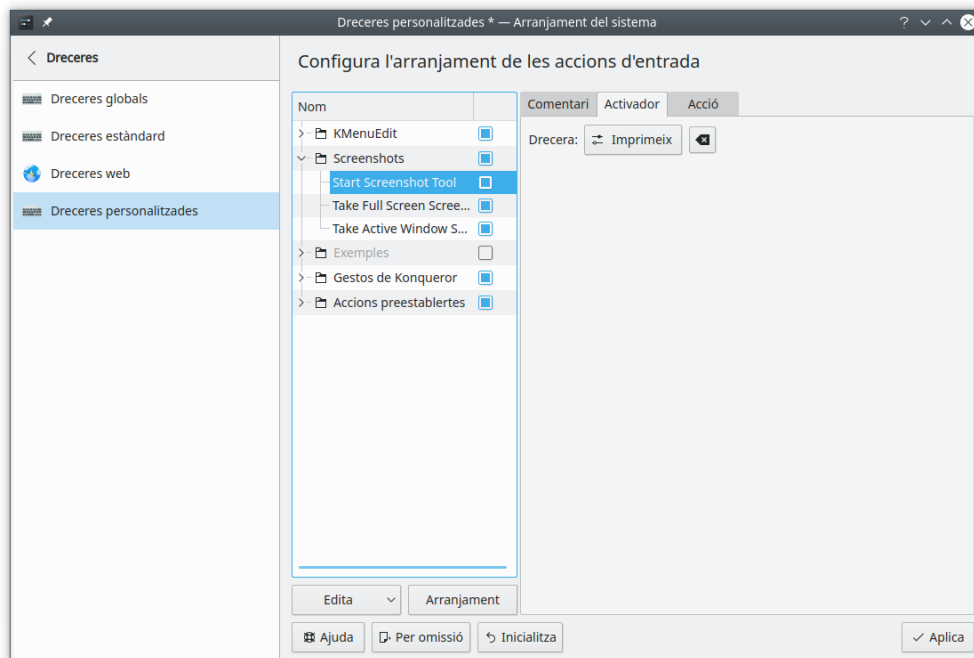 Dreceres personalitzades * — Arranjament del sistema
Dreceres
Dreceres globals
Dreceres estàndard
Dreceres web
Dreceres personalitzades
Configura l'arranjament de les accions d'entrada
Nom
KMenuEdit
Screenshots
Start Screenshot Tool
Take Full Screen Scree...
Take Active Window S...
Exemples
Gestos de Konqueror
Accions preestablertes
Comentari Activador Acció
Drecera: Imprimeix
Edita Arranjament
Ajuda Per omissió Inicialitza Aplica